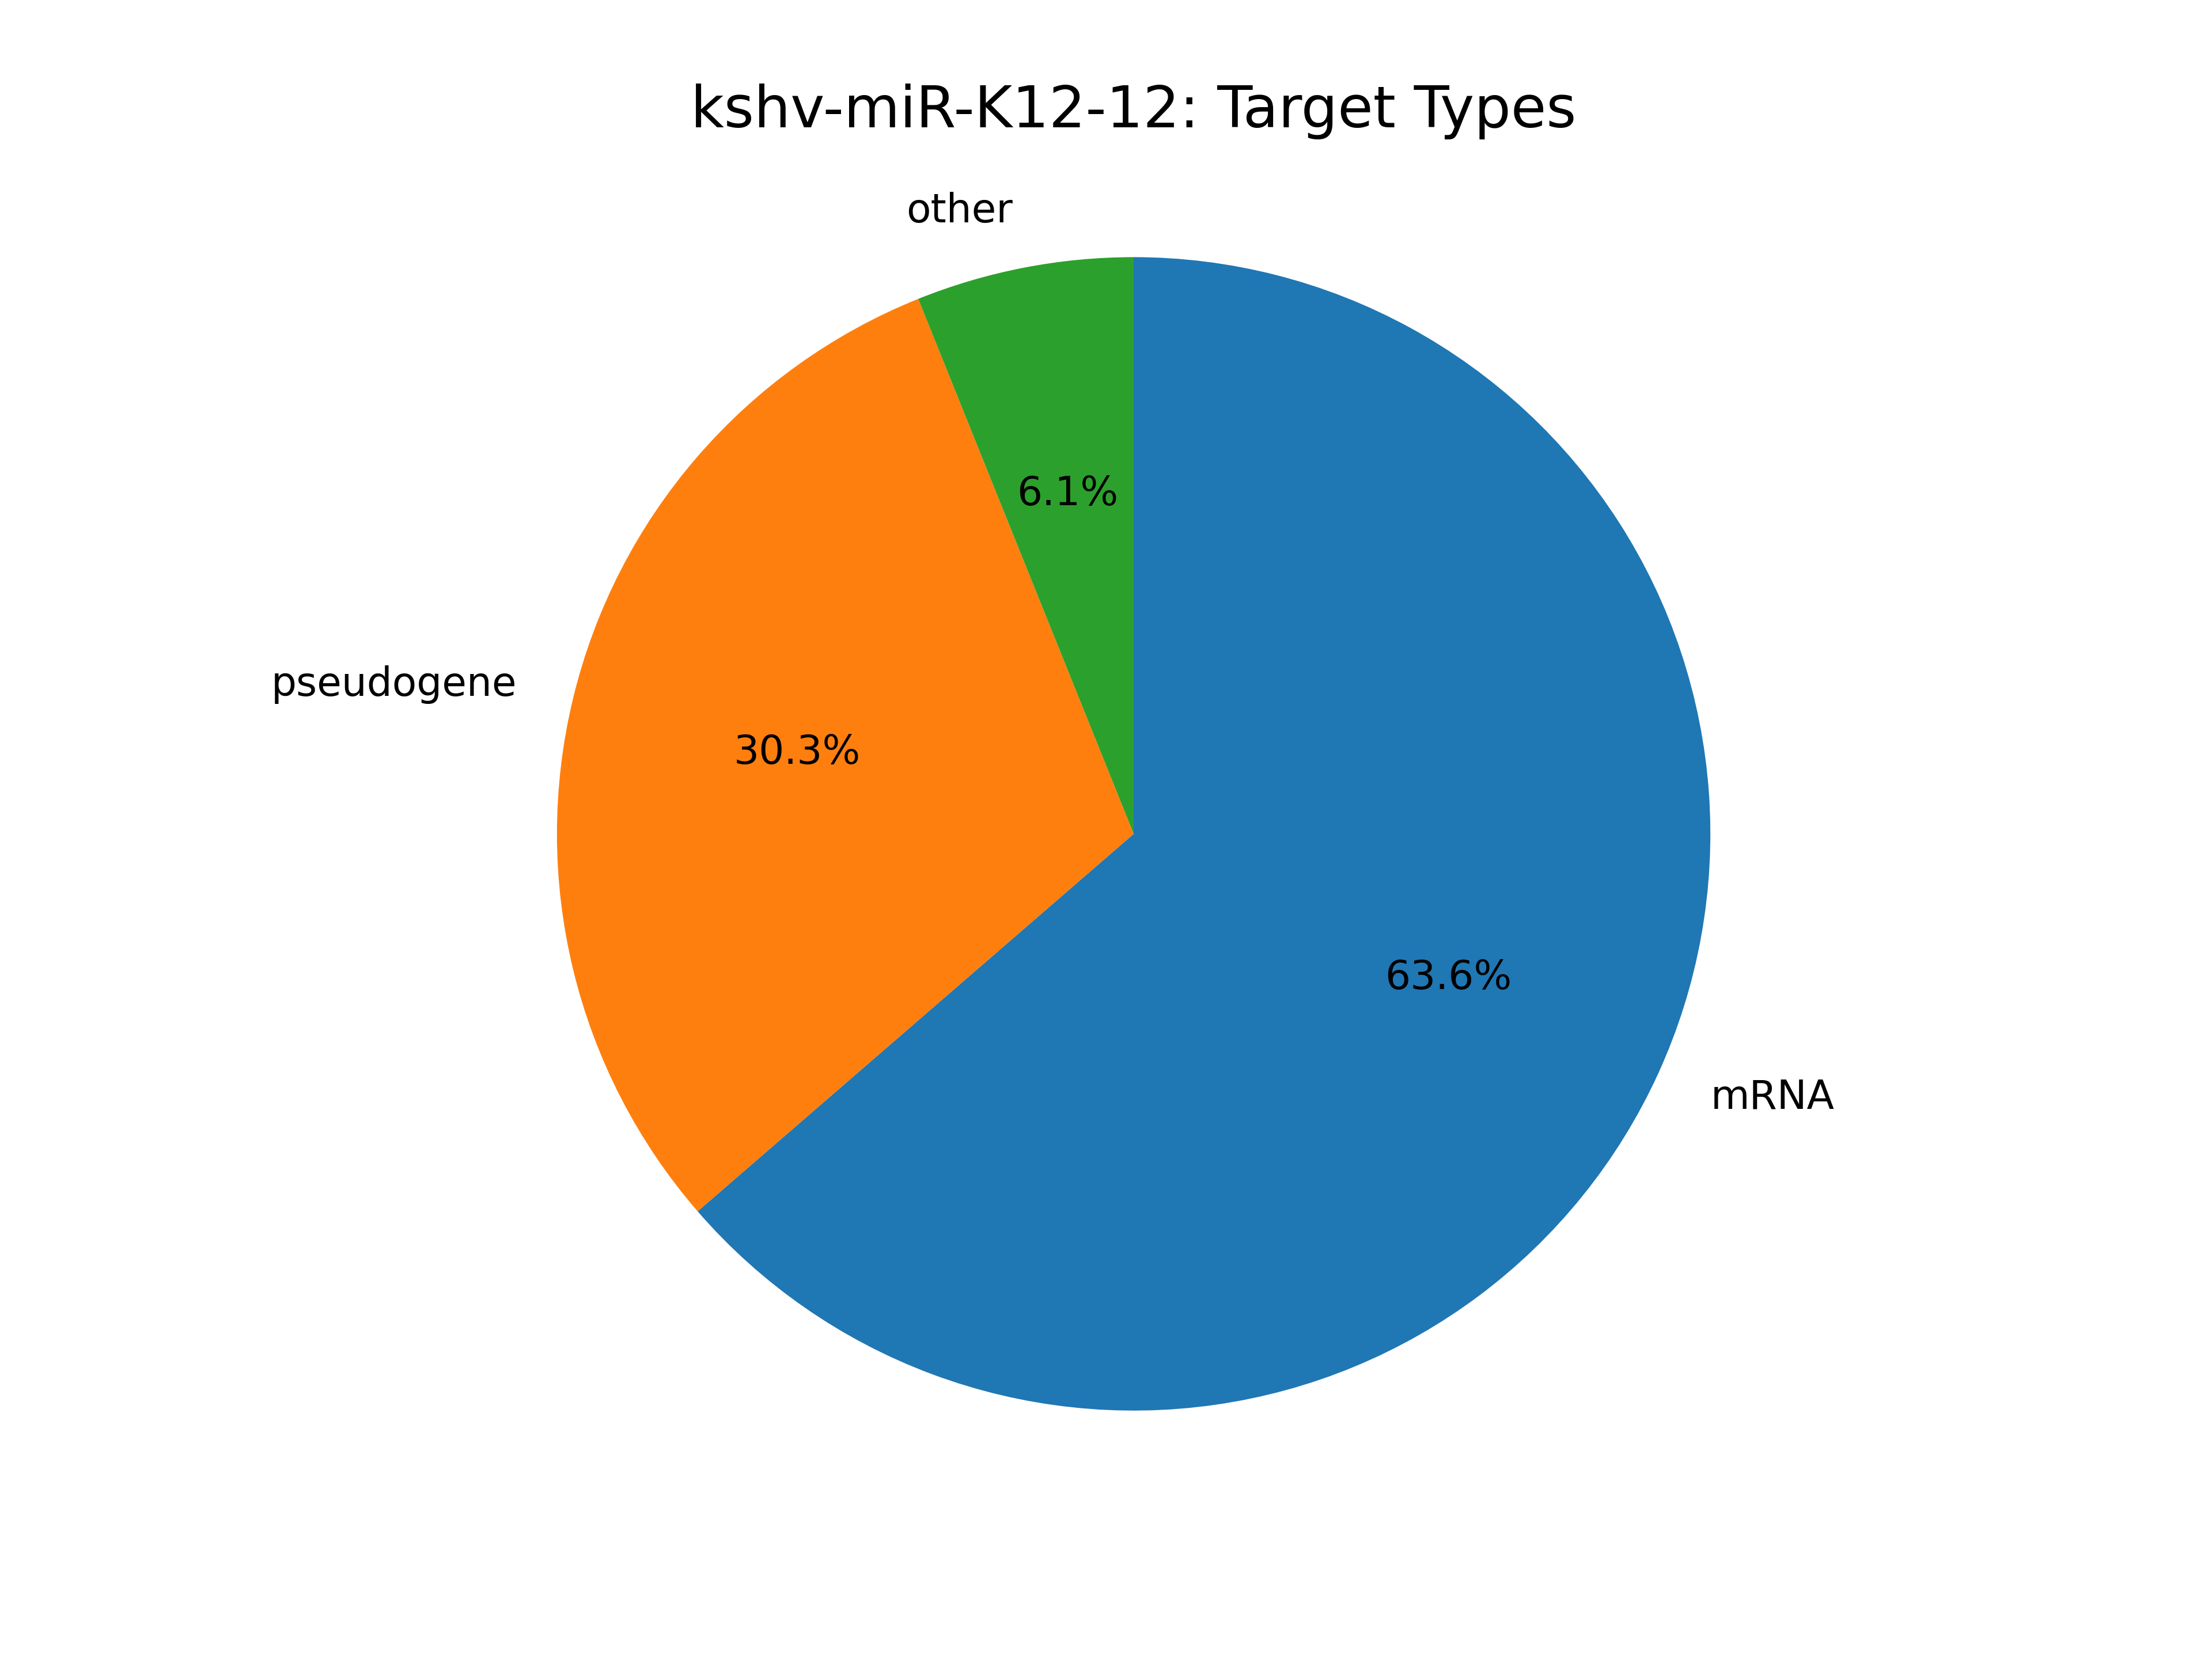 kshv-miR-K12-12: Target Types
other
6.1%
pseudogene
30.3%
63.6%
mRNA